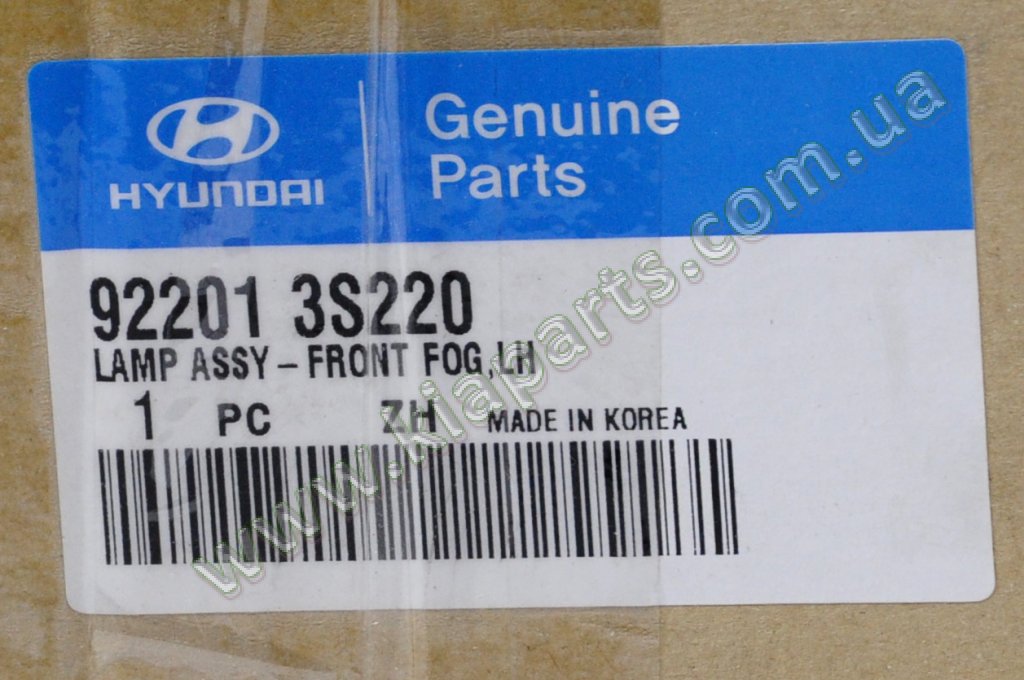 HYUNDAI
Genuine
Parts
92201 3S220
LAMP ASSY - FRONT FOG,LH
1 PC ZH MADE IN KOREA
www.kiaparts.com.ua